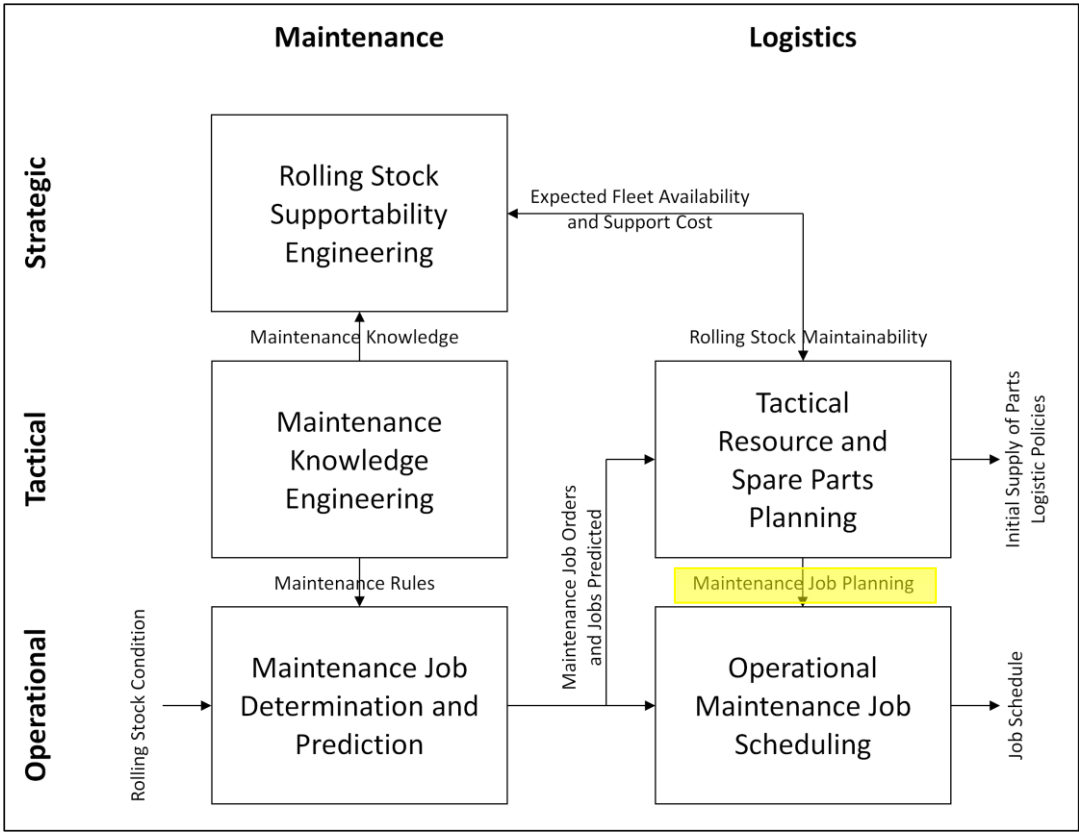 Maintenance
Logistics
Strategic
Rolling Stock
Supportability
Engineering
Expected Fleet Availability
and Support Cost
Maintenance Knowledge
Rolling Stock Maintainability
Tactical
Maintenance
Knowledge
Engineering
Tactical
Resource and
Spare Parts
Planning
Initial Supply of Parts
Logistic Policies
Maintenance Job Orders
and Jobs Predicted
Maintenance Rules
Maintenance Job Planning
Operational
Rolling Stock Condition
Maintenance Job
Determination and
Prediction
Operational
Maintenance Job
Scheduling
Job Schedule